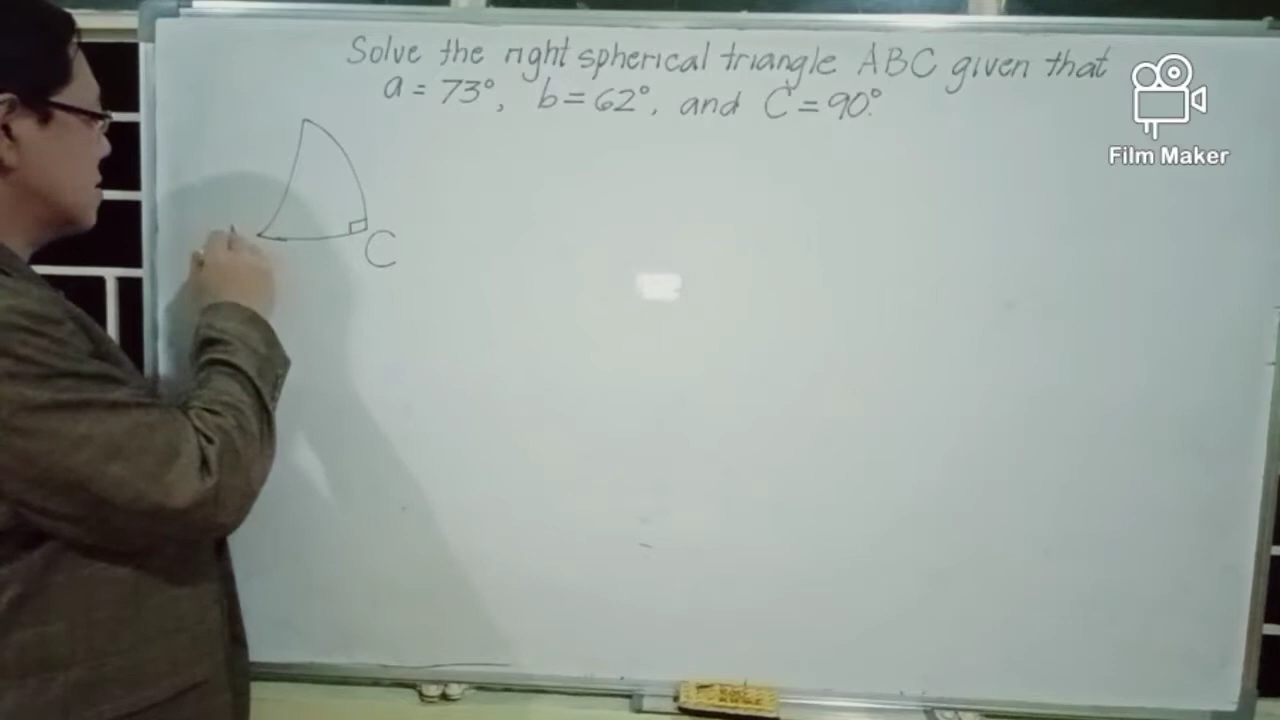 Solve the right spherical triangle ABC given that
a = 73°, b = 62°, and C = 90°.
Film Maker
C